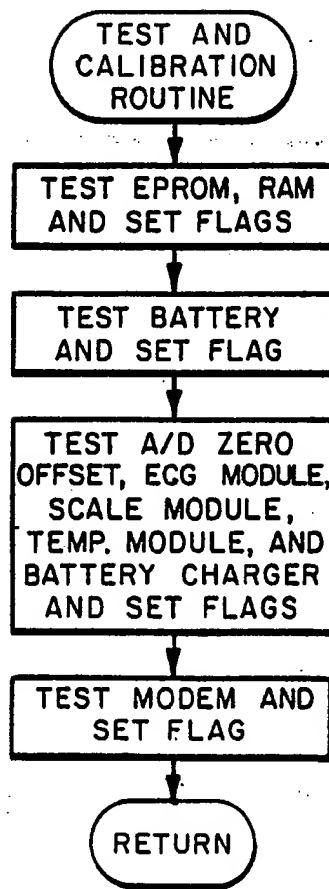 TEST AND
CALIBRATION
ROUTINE
TEST EPROM, RAM
AND SET FLAGS
TEST BATTERY
AND SET FLAG
TEST A/D ZERO
OFFSET, ECG MODULE,
SCALE MODULE,
TEMP. MODULE, AND
BATTERY CHARGER
AND SET FLAGS
TEST MODEM AND
SET FLAG
RETURN